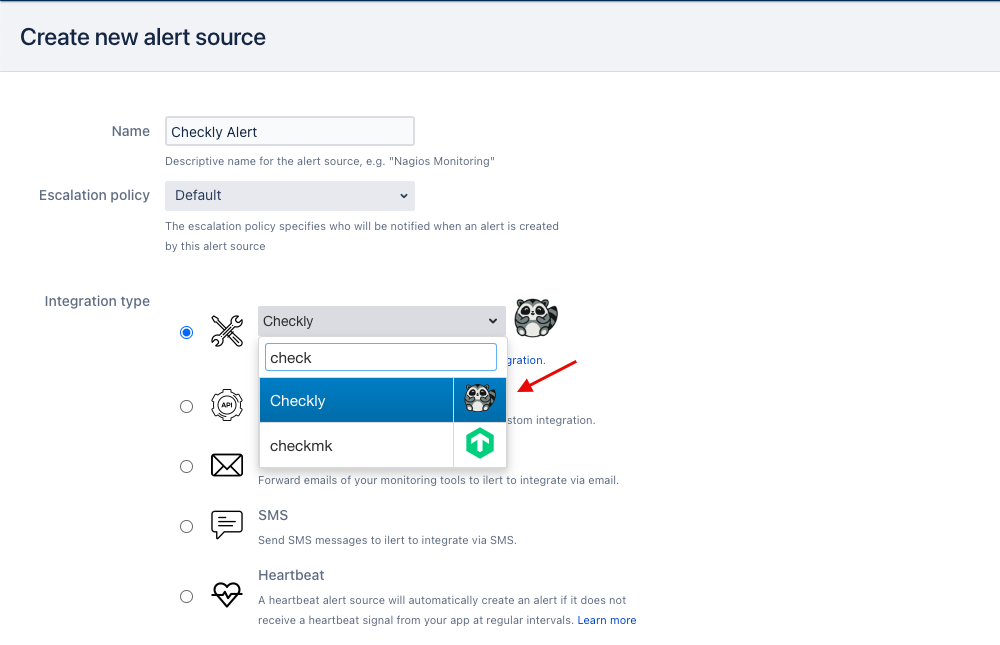 Create new alert source
Name
Checkly Alert
Descriptive name for the alert source, e.g. "Nagios Monitoring"
Escalation policy
Default
The escalation policy specifies who will be notified when an alert is created
by this alert source
Integration type
Checkly
check
gration.
Checkly
API
stom integration.
checkmk
Forward emails of your monitoring tools to ilert to integrate via email.
SMS
Send SMS messages to ilert to integrate via SMS.
Heartbeat
A heartbeat alert source will automatically create an alert if it does not
receive a heartbeat signal from your app at regular intervals. Learn more